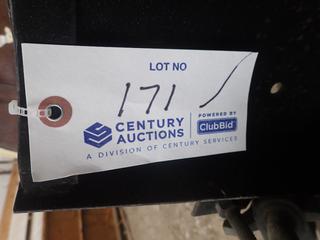 LOT NO
171
CENTURY AUCTIONS
POWERED BY
ClubBid
A DIVISION OF CENTURY SERVICES